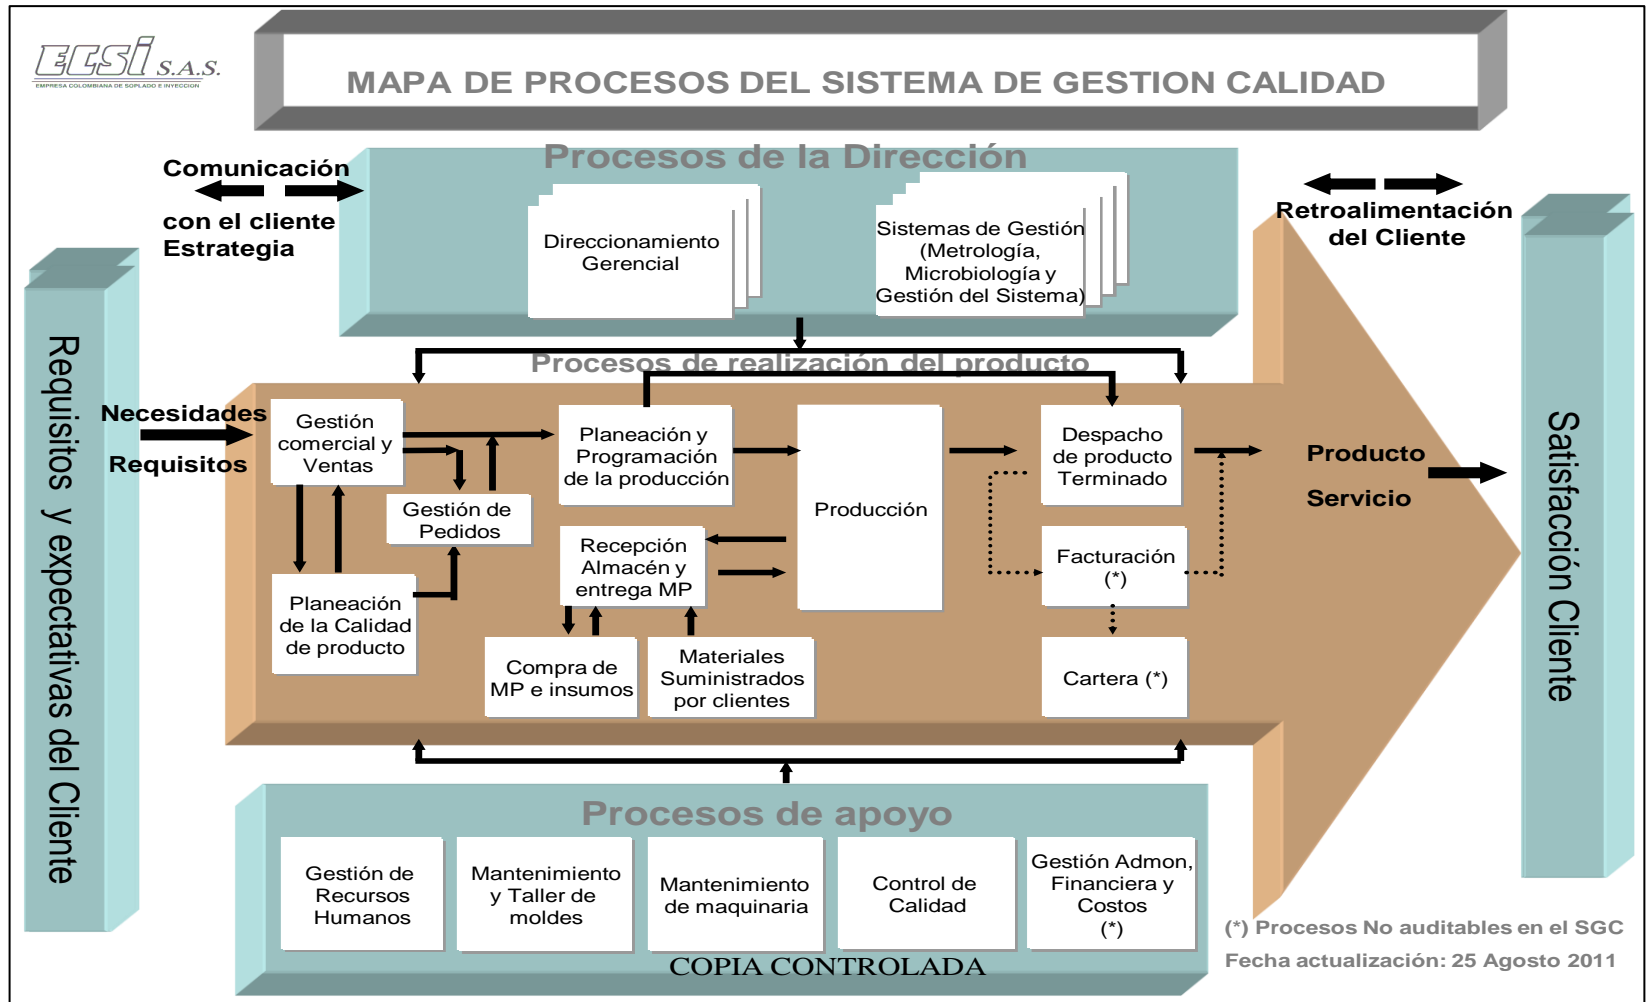 ECSI S.A.S.
EMPRESA COLOMBIANA DE SOPLADO E INYECCION
MAPA DE PROCESOS DEL SISTEMA DE GESTION CALIDAD
Procesos de la Dirección
Comunicación
con el cliente
Estrategia
Direccionamiento
Gerencial
Sistemas de Gestión
(Metrología,
Microbiología y
Gestión del Sistema)
Retroalimentación
del Cliente
Requisitos y expectativas del Cliente
Necesidades
Requisitos
Procesos de realización del producto
Gestión
comercial y
Ventas
Gestión de
Pedidos
Planeación
de la Calidad
de producto
Planeación y
Programación
de la producción
Recepción
Almacén y
entrega MP
Compra de
MP e insumos
Materiales
Suministrados
por clientes
Producción
Despacho
de producto
Terminado
Facturación
(*)
Cartera (*)
Producto
Servicio
Satisfacción Cliente
Procesos de apoyo
Gestión de
Recursos
Humanos
Mantenimiento
y Taller de
moldes
Mantenimiento
de maquinaria
Control de
Calidad
Gestión Admon,
Financiera y
Costos
(*)
COPIA CONTROLADA
(*) Procesos No auditables en el SGC
Fecha actualización: 25 Agosto 2011